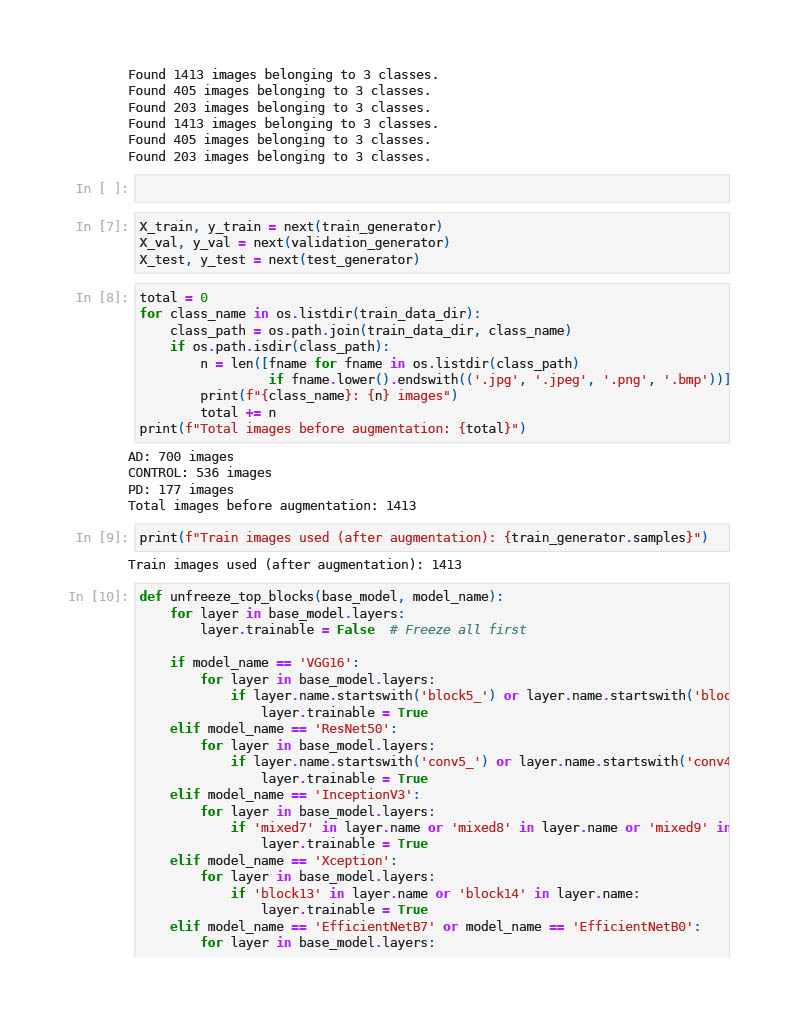 Found 1413 images belonging to 3 classes.
Found 405 images belonging to 3 classes.
Found 203 images belonging to 3 classes.
Found 1413 images belonging to 3 classes.
Found 405 images belonging to 3 classes.
Found 203 images belonging to 3 classes.
In [ ]:
In [7]: X_train, y_train = next(train_generator)
X_val, y_val = next(validation_generator)
X_test, y_test = next(test_generator)
In [8]: total = 0
for class_name in os.listdir(train_data_dir):
    class_path = os.path.join(train_data_dir, class_name)
    if os.path.isdir(class_path):
        n = len([fname for fname in os.listdir(class_path)
                 if fname.lower().endswith(('.jpg', '.jpeg', '.png', '.bmp'))]
        print(f"{class_name}: {n} images")
        total += n
print(f"Total images before augmentation: {total}")
AD: 700 images
CONTROL: 536 images
PD: 177 images
Total images before augmentation: 1413
In [9]: print(f"Train images used (after augmentation): {train_generator.samples}")
Train images used (after augmentation): 1413
In [10]: def unfreeze_top_blocks(base_model, model_name):
    for layer in base_model.layers:
        layer.trainable = False  # Freeze all first
    if model_name == 'VGG16':
        for layer in base_model.layers:
            if layer.name.startswith('block5_') or layer.name.startswith('bloc
                layer.trainable = True
    elif model_name == 'ResNet50':
        for layer in base_model.layers:
            if layer.name.startswith('conv5_') or layer.name.startswith('conv4
                layer.trainable = True
    elif model_name == 'InceptionV3':
        for layer in base_model.layers:
            if 'mixed7' in layer.name or 'mixed8' in layer.name or 'mixed9' in
                layer.trainable = True
    elif model_name == 'Xception':
        for layer in base_model.layers:
            if 'block13' in layer.name or 'block14' in layer.name:
                layer.trainable = True
    elif model_name == 'EfficientNetB7' or model_name == 'EfficientNetB0':
        for layer in base_model.layers: